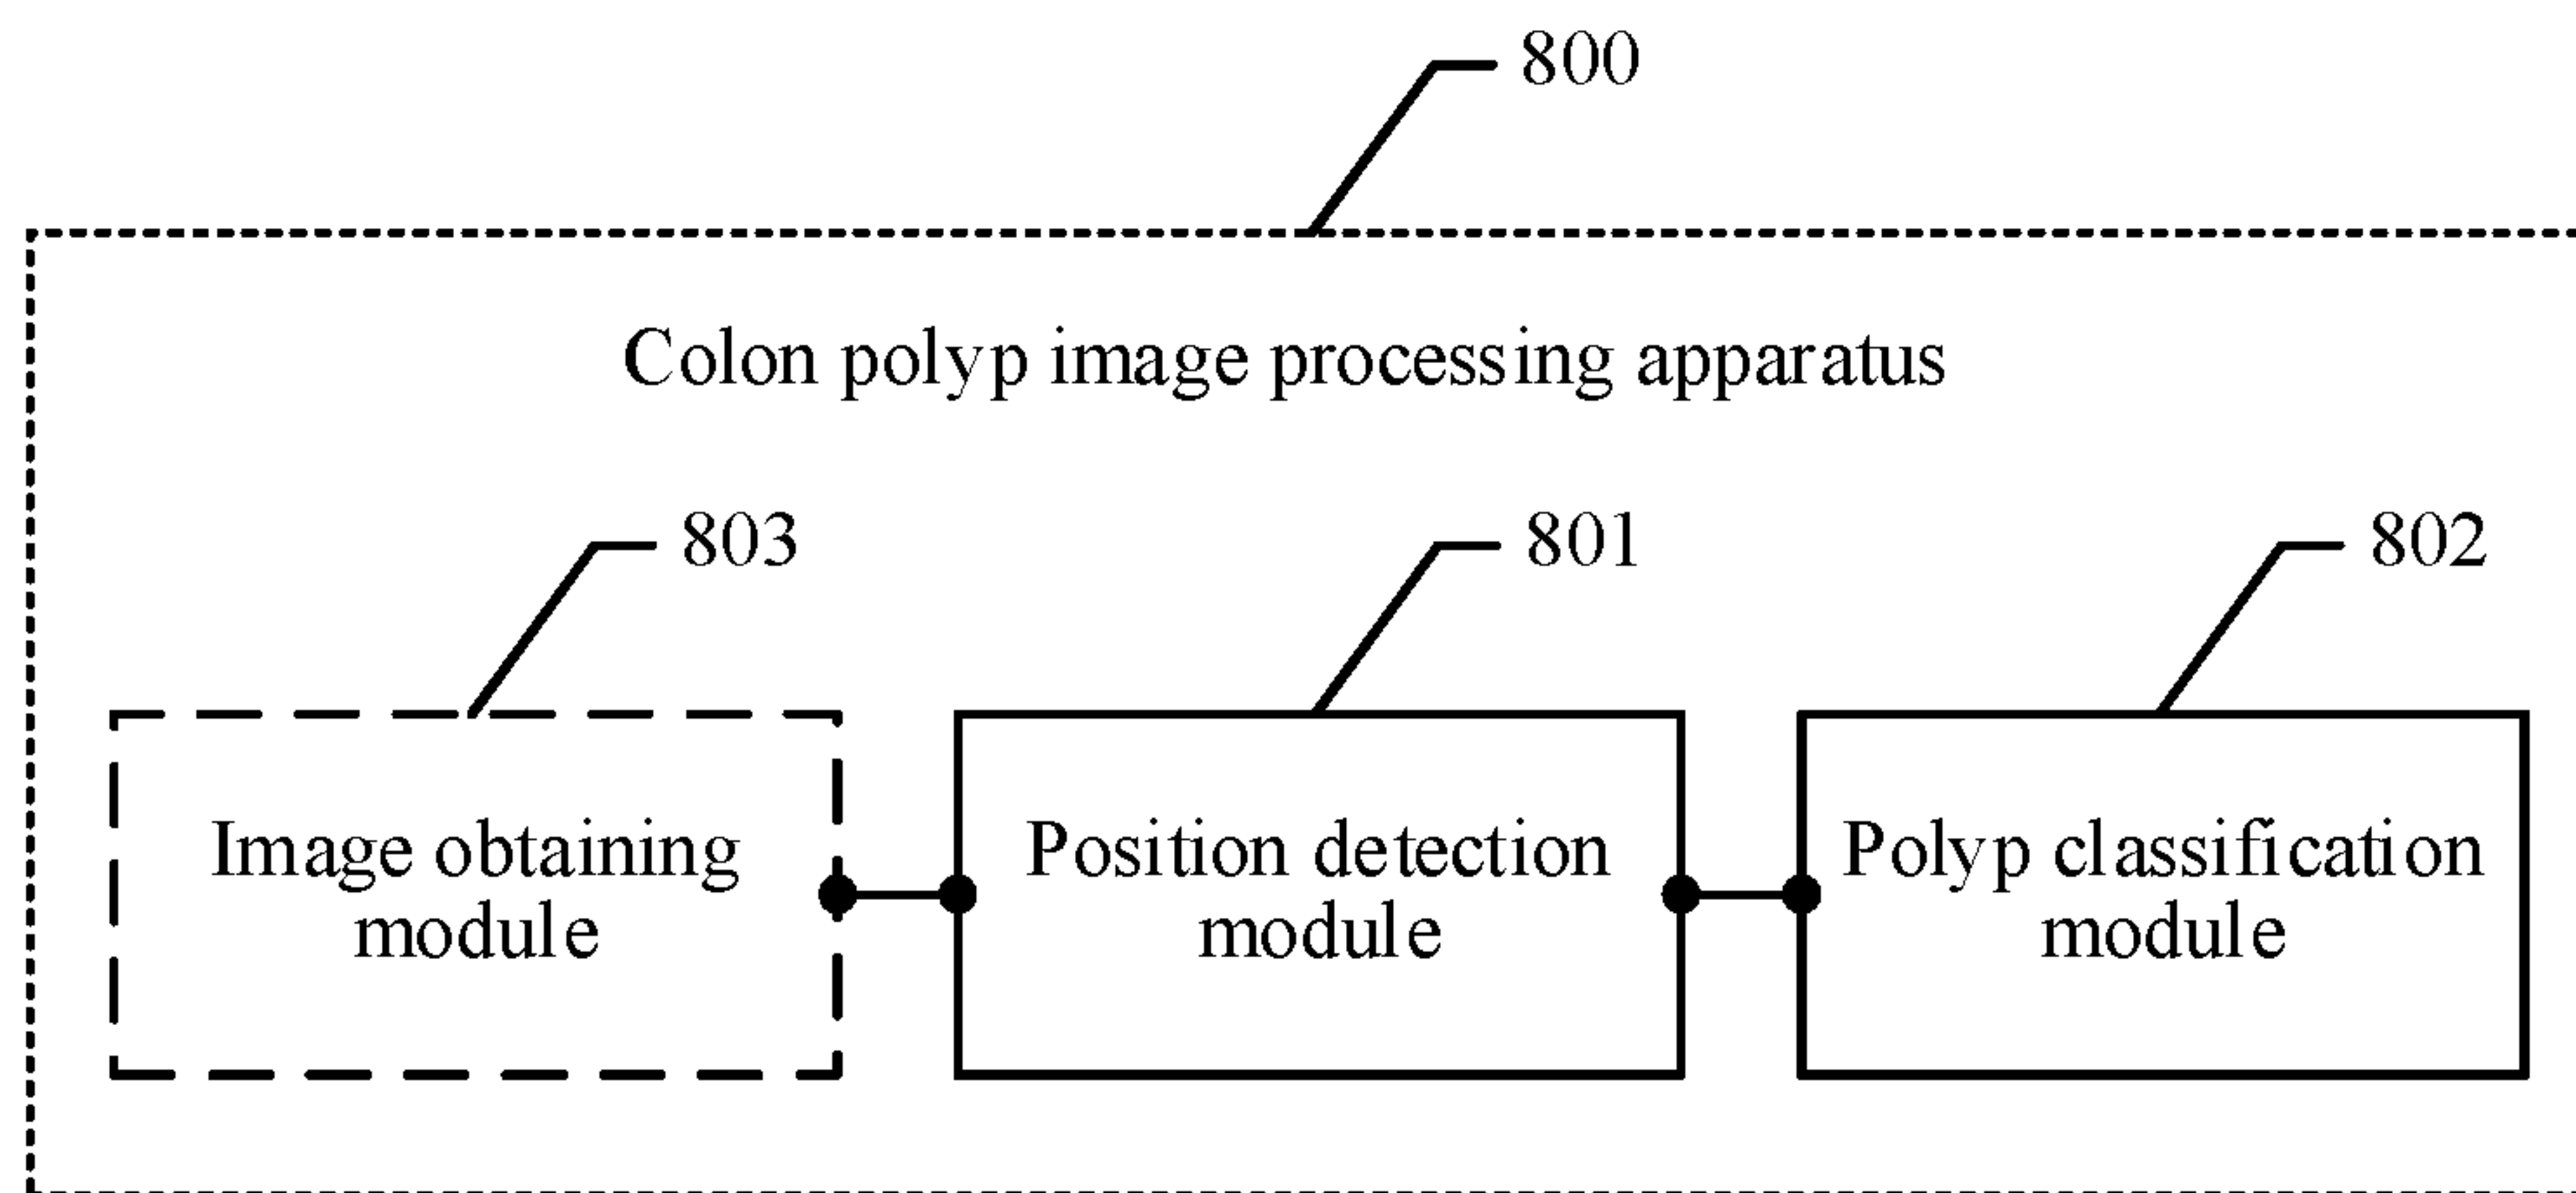 800
Colon polyp image processing apparatus
803
801
802
Image obtaining
module
Position detection
module
Polyp classification
module